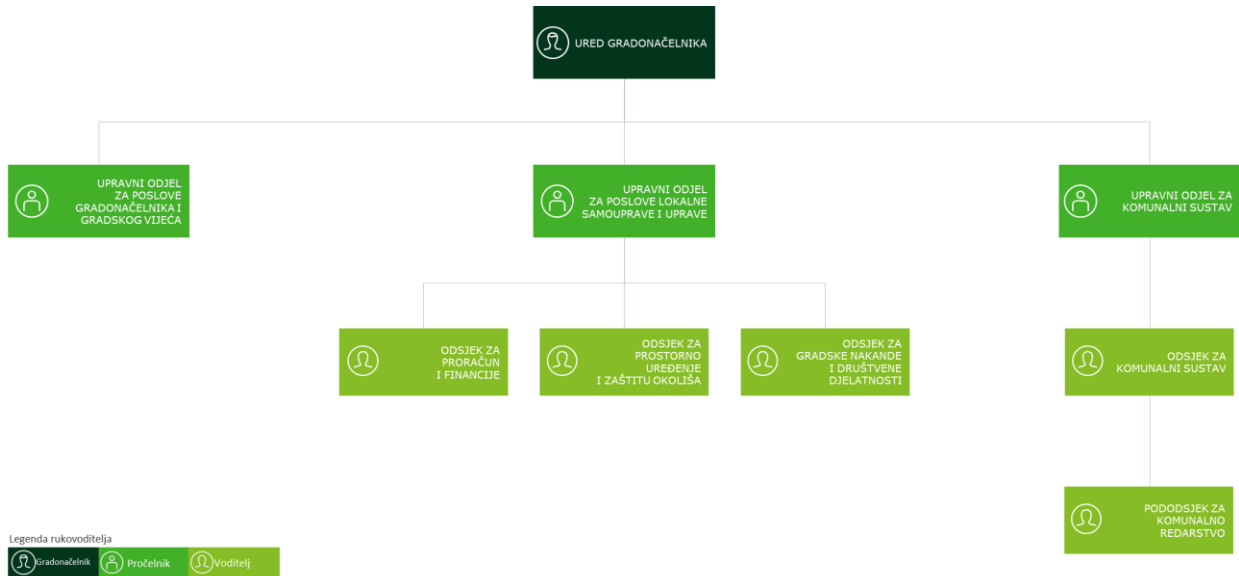 URED GRADONAČELNIKA
UPRAVNI ODJEL
ZA POSLOVE
GRADONAČELNIKA I
GRADSKOG VIJEĆA
UPRAVNI ODJEL
ZA POSLOVE LOKALNE
SAMOUPRAVE I UPRAVE
UPRAVNI ODJEL ZA
KOMUNALNI SUSTAV
ODSJEK ZA
PRORAČUN
I FINANCIJE
ODSJEK ZA
PROSTORNO
UREĐENJE
I ZAŠTITU OKOLIŠA
ODSJEK ZA
GRADSKE NAKANDE
I DRUŠTVENE
DJELATNOSTI
ODSJEK ZA
KOMUNALNI SUSTAV
PODODSJEK ZA
KOMUNALNO
REDARSTVO
Legenda rukovoditelja
Gradonačelnik
Pročelnik
Voditelj